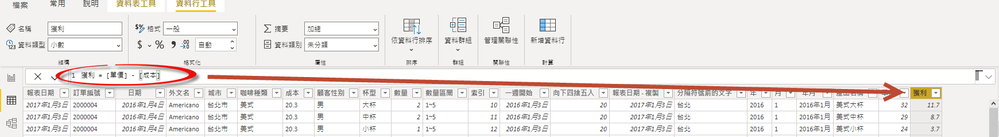 檔案 常用 說明 資料表工具 資料行工具
名稱 獲利 $% 格式 一般 Σ 摘要 加總
資料類型 小數 $ % 9 .00 自動 資料類別 未分類
依資料行排序 資料群組 管理關聯性 新增資料行
結構 格式化 屬性 排序 群組 關聯性 計算
1 獲利 = [單價] - [成本]
報表日期 訂單編號 日期 外文名 城市 咖啡種類 成本 顧客性別 杯型 數量 數量區間 索引 一週開始 向下四捨五入 報表日期 - 複製 分隔符號前的文字 年 月 年月 產品名稱 獲利
2017年1月3日 2000004 2016年1月4日 Americano 台北市 美式 20.3 男 大杯 2 1~5 10 2016年1月3日 20 2017年1月3日 台北 2016 1 2016年1月 美式大杯 32 11.7
2017年1月3日 2000004 2016年1月4日 Americano 台北市 美式 20.3 男 中杯 2 1~5 11 2016年1月3日 20 2017年1月3日 台北 2016 1 2016年1月 美式中杯 29 8.7
2017年1月3日 2000004 2016年1月4日 Americano 台北市 美式 20.3 男 小杯 1 1~5 12 2016年1月3日 20 2017年1月3日 台北 2016 1 2016年1月 美式小杯 24 3.7